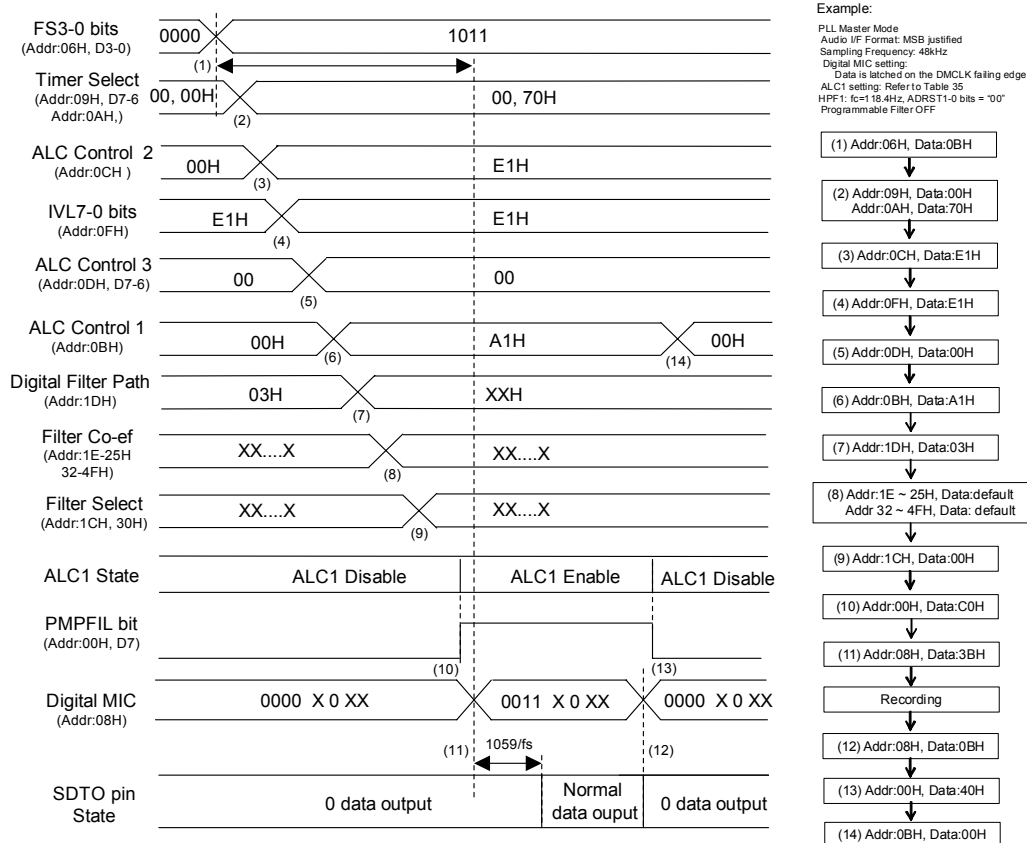 FS3-0 bits
(Addr:06H, D3-0)
0000
1011
(1)
Timer Select
(Addr:09H, D7-6
Addr:0AH,)
00, 00H
00, 70H
(2)
ALC Control 2
(Addr:0CH )
00H
E1H
(3)
IVL7-0 bits
(Addr:0FH)
E1H
E1H
(4)
ALC Control 3
(Addr:0DH, D7-6)
00
00
(5)
ALC Control 1
(Addr:0BH)
00H
A1H
00H
(6)
(14)
Digital Filter Path
(Addr:1DH)
03H
XXH
(7)
Filter Co-ef
(Addr:1E-25H
32-4FH)
XX....X
XX....X
(8)
Filter Select
(Addr:1CH, 30H)
XX....X
XX....X
(9)
ALC1 State
ALC1 Disable
ALC1 Enable
ALC1 Disable
PMPFIL bit
(Addr:00H, D7)
(10)
(13)
Digital MIC
(Addr:08H)
0000 X 0 XX
0011 X 0 XX
0000 X 0 XX
(11)
1059/fs
(12)
SDTO pin
State
0 data output
Normal
data ouput
0 data output
Example:
PLL Master Mode
Audio I/F Format: MSB justified
Sampling Frequency: 48kHz
Digital MIC setting:
Data is latched on the DMCLK failing edge
ALC1 setting: Refer to Table 35
HPF1: fc=118.4Hz, ADRST1-0 bits = “00”
Programmable Filter OFF
(1) Addr:06H, Data:0BH
(2) Addr:09H, Data:00H
Addr:0AH, Data:70H
(3) Addr:0CH, Data:E1H
(4) Addr:0FH, Data:E1H
(5) Addr:0DH, Data:00H
(6) Addr:0BH, Data:A1H
(7) Addr:1DH, Data:03H
(8) Addr:1E ~ 25H, Data:default
Addr 32 ~ 4FH, Data: default
(9) Addr:1CH, Data:00H
(10) Addr:00H, Data:C0H
(11) Addr:08H, Data:3BH
Recording
(12) Addr:08H, Data:0BH
(13) Addr:00H, Data:40H
(14) Addr:0BH, Data:00H